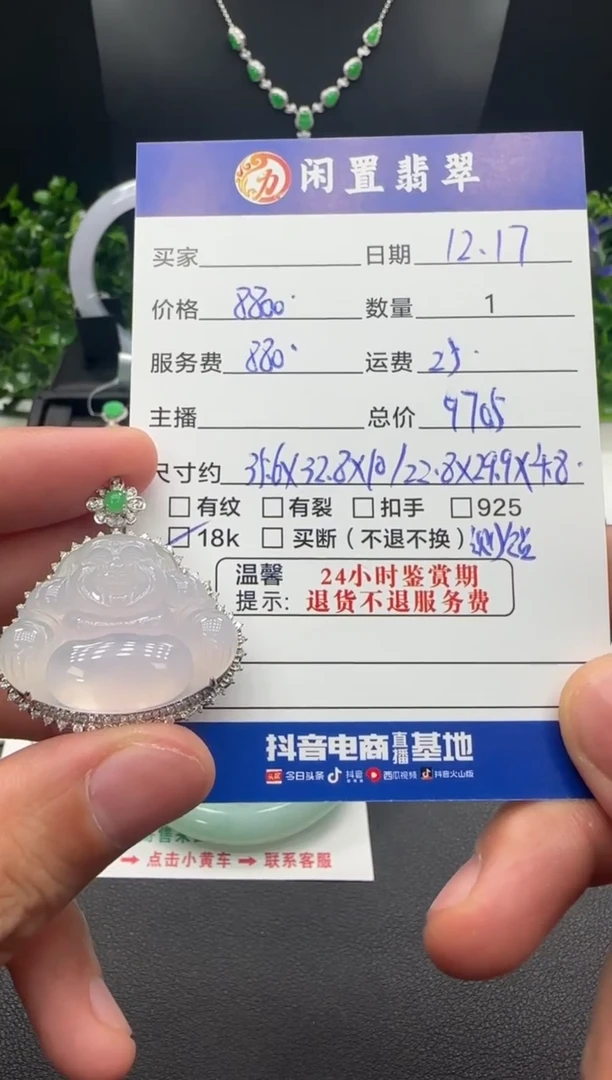 力 闲置翡翠
买家 日期 12.17
价格 8800 数量 1
服务费 880 运费 25
主播 总价 9705
尺寸约 35.6X32.8X10/22.8X29.9X4.8
□有纹 □有裂 □扣手 □925
□18k □买断（不退不换）
温馨提示: 24小时鉴赏期
退货不退服务费
抖音电商直播基地
头条 今日头条 抖音 西瓜视频 抖音火山版
→ 点击小黄车 → 联系客服